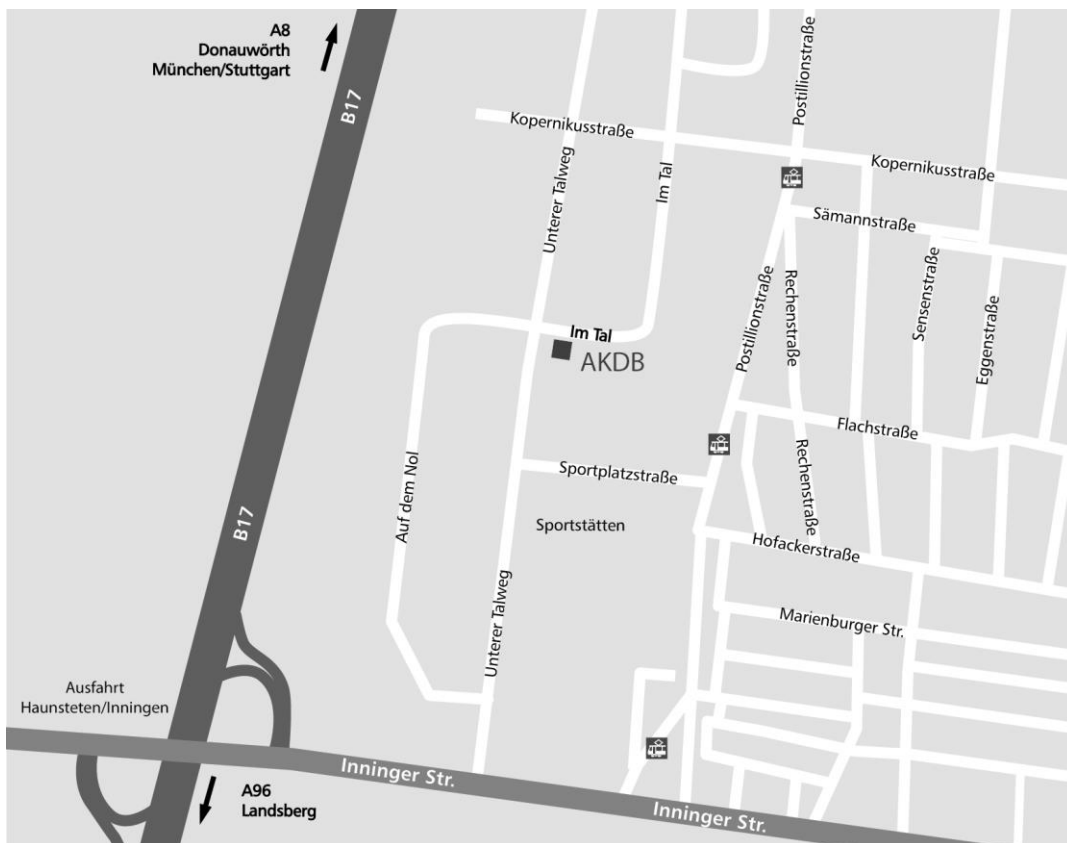 A8
Donauwörth
München/Stuttgart
B17
Postillionstraße
Kopernikusstraße
Kopernikusstraße
Unterer Talweg
Im Tal
Sämannstraße
Postillionstraße
Rechenstraße
Sensenstraße
Eggenstraße
Im Tal
AKDB
Flachstraße
Auf dem Nol
Sportplatzstraße
Rechenstraße
B17
Sportstätten
Hofackerstraße
Unterer Talweg
Marienburger Str.
Ausfahrt
Haunsteten/Inningen
Inninger Str.
A96
Landsberg
Inninger Str.